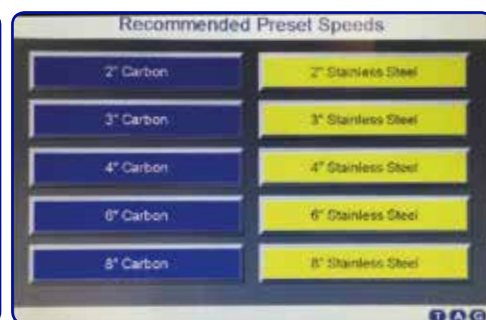 Recommended Preset Speeds
2" Carbon
2" Stainless Steel
3" Carbon
3" Stainless Steel
4" Carbon
4" Stainless Steel
6" Carbon
6" Stainless Steel
8" Carbon
8" Stainless Steel
TAG